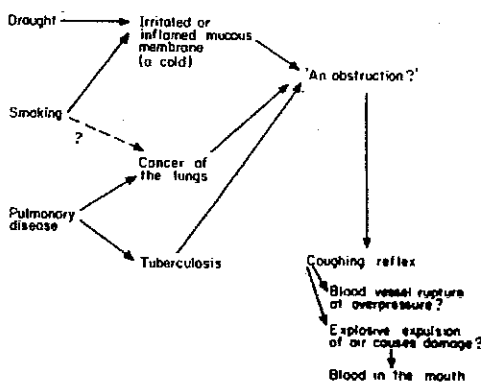 Draught
Irritated or
inflamed mucous
membrane
(a cold)
'An obstruction?'
Smoking
?
Cancer of
the lungs
Pulmonary
disease
Tuberculosis
Coughing reflex
Blood vessel rupture
at overpressure?
Explosive expulsion
of air causes damage?
Blood in the mouth